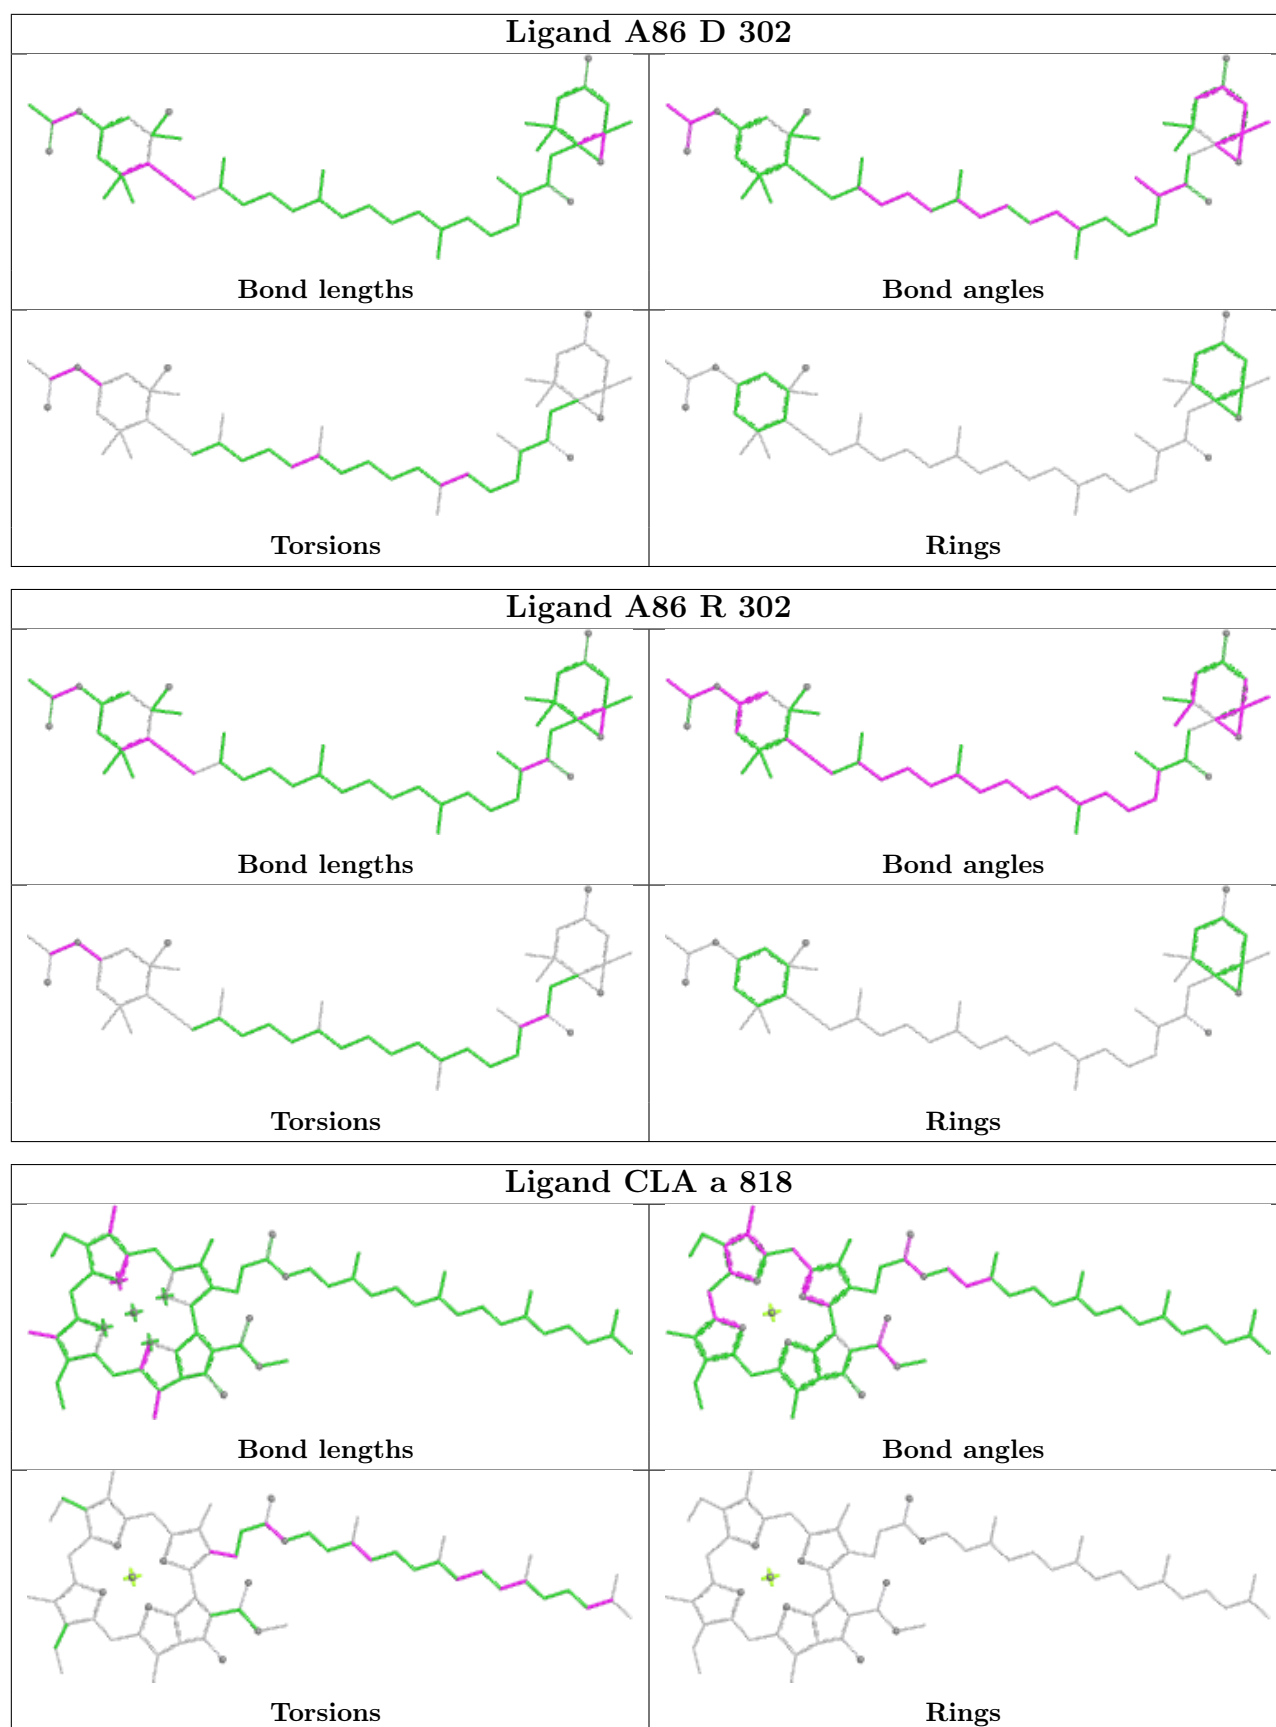 Ligand A86 D 302
Bond lengths
Bond angles
Torsions
Rings
Ligand A86 R 302
Bond lengths
Bond angles
Torsions
Rings
Ligand CLA a 818
Bond lengths
Bond angles
Torsions
Rings